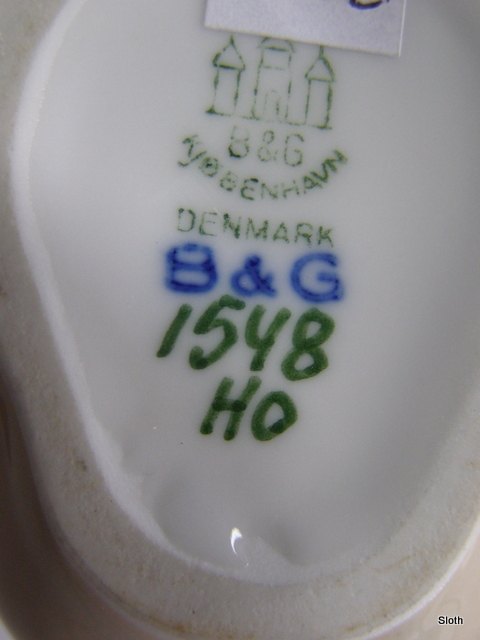 B&G
KJØBENHAVN
DENMARK
B & G
1548
HO
Sloth